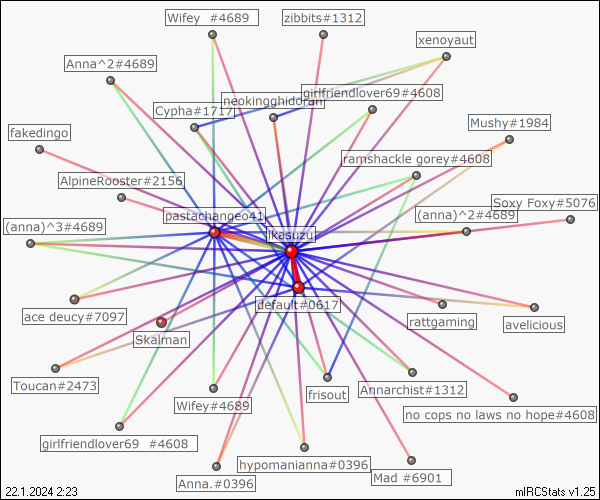 Wifey  #4689
zibbits#1312
xenoyaut
Anna^2#4689
girlfriendlover69#4608
neokingghidorah
Cypha#1717
Mushy#1984
fakedingo
ramshackle gorey#4608
AlpineRooster#2156
Soxy Foxy#5076
pastachangeo41
(anna)^2#4689
(anna)^3#4689
ikesuzu
default#0617
ace deucy#7097
rattgaming
avelicious
Skalman
Toucan#2473
Annarchist#1312
frisout
Wifey#4689
no cops no laws no hope#4608
girlfriendlover69  #4608
hypomanianna#0396
Anna.#0396
Mad #6901
22.1.2024 2:23
mIRCStats v1.25